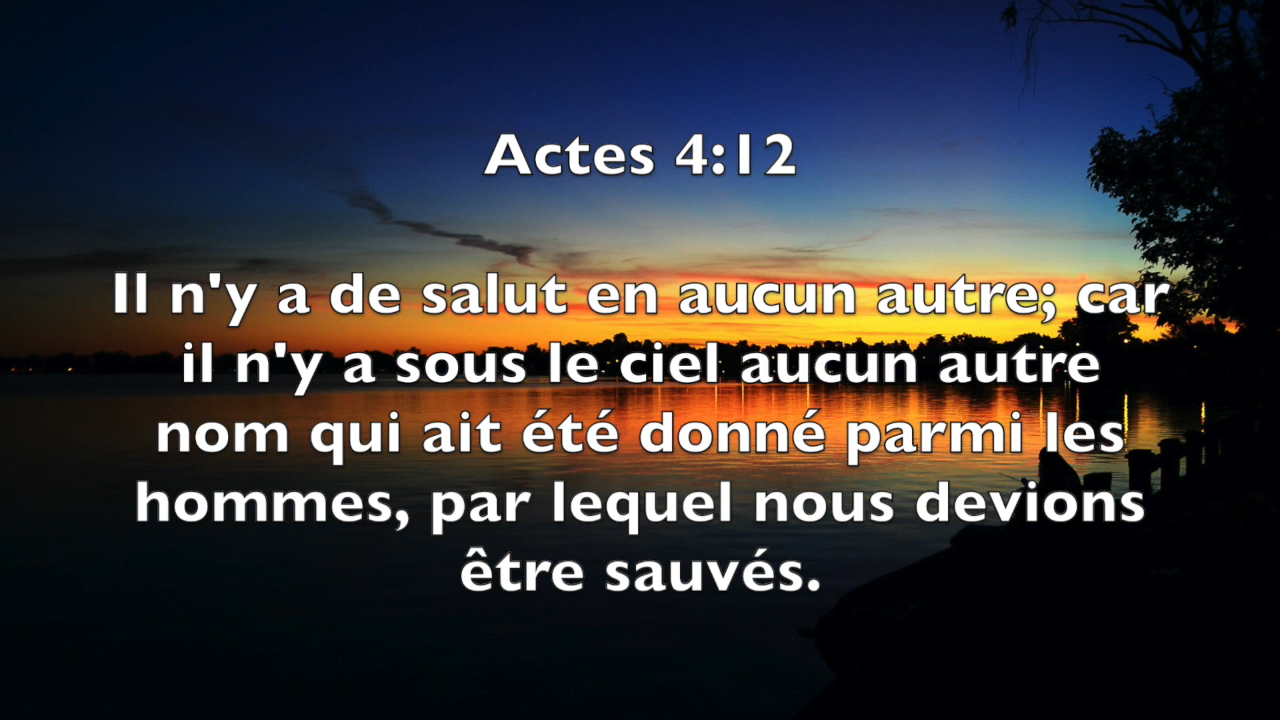 Actes 4:12
Il n'y a de salut en aucun autre; car
il n'y a sous le ciel aucun autre
nom qui ait été donné parmi les
hommes, par lequel nous devions
être sauvés.